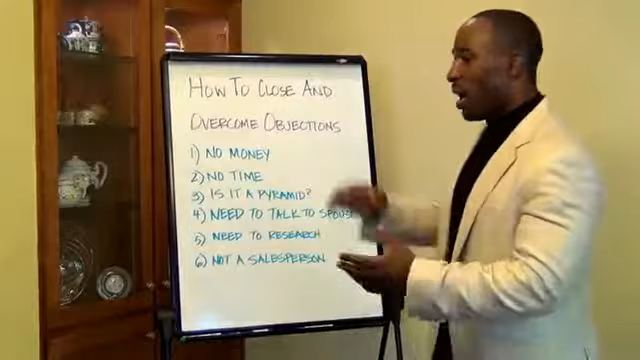 HOW TO CLOSE AND
OVERCOME OBJECTIONS
1) NO MONEY
2) NO TIME
3) IS IT A PYRAMID?
4) NEED TO TALK TO SPOUSE
5) NEED TO RESEARCH
6) NOT A SALESPERSON